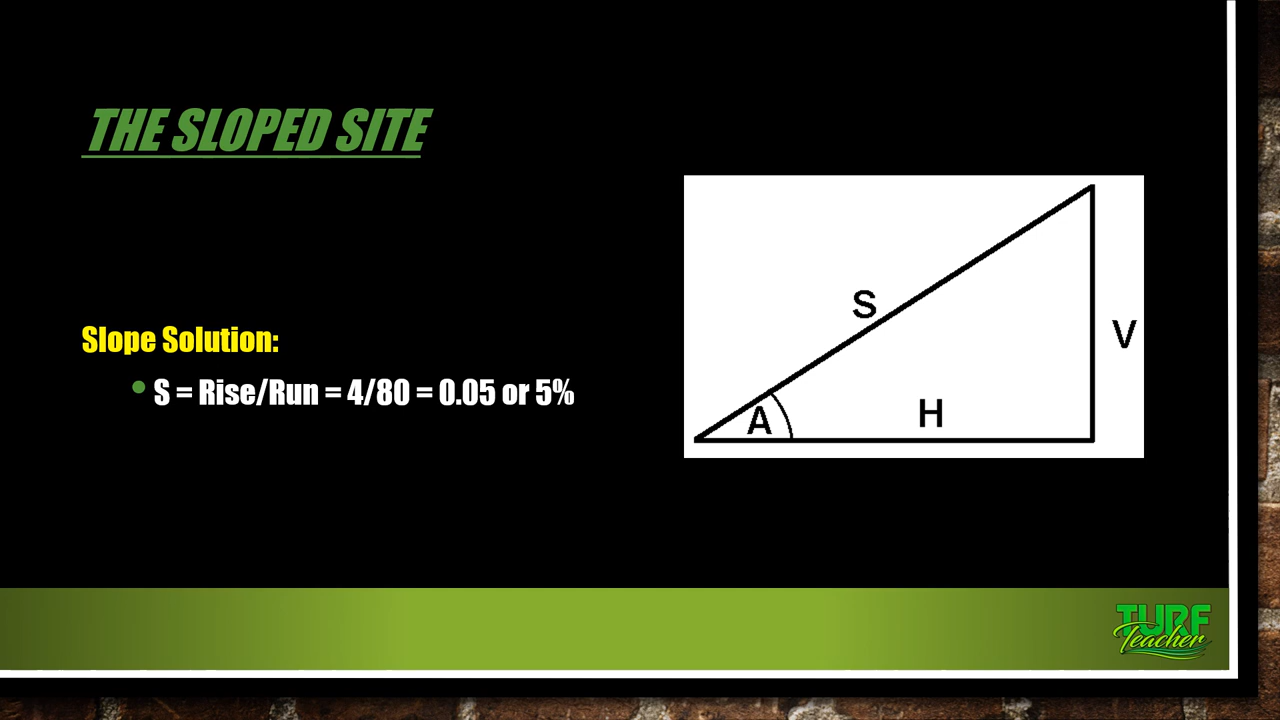 THE SLOPED SITE
Slope Solution:
S = Rise/Run = 4/80 = 0.05 or 5%
S
V
H
A
TURF
Teacher